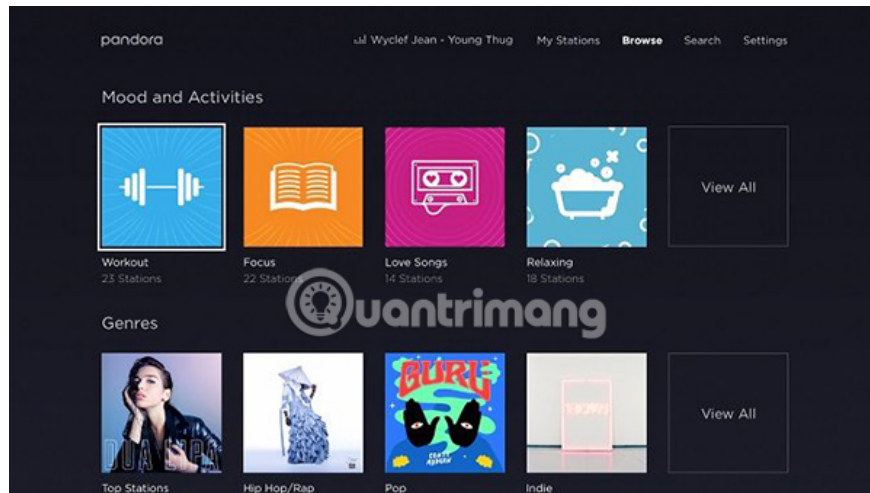 pandora
Wyclef Jean - Young Thug My Stations Browse Search Settings
Mood and Activities
View All
Workout Focus Love Songs Relaxing
23 Stations 22 Stations 14 Stations 18 Stations
Quantrimang
Genres
GURU
View All
DUA LIPA
Top Stations Hip Hop/Rap Pop Indie